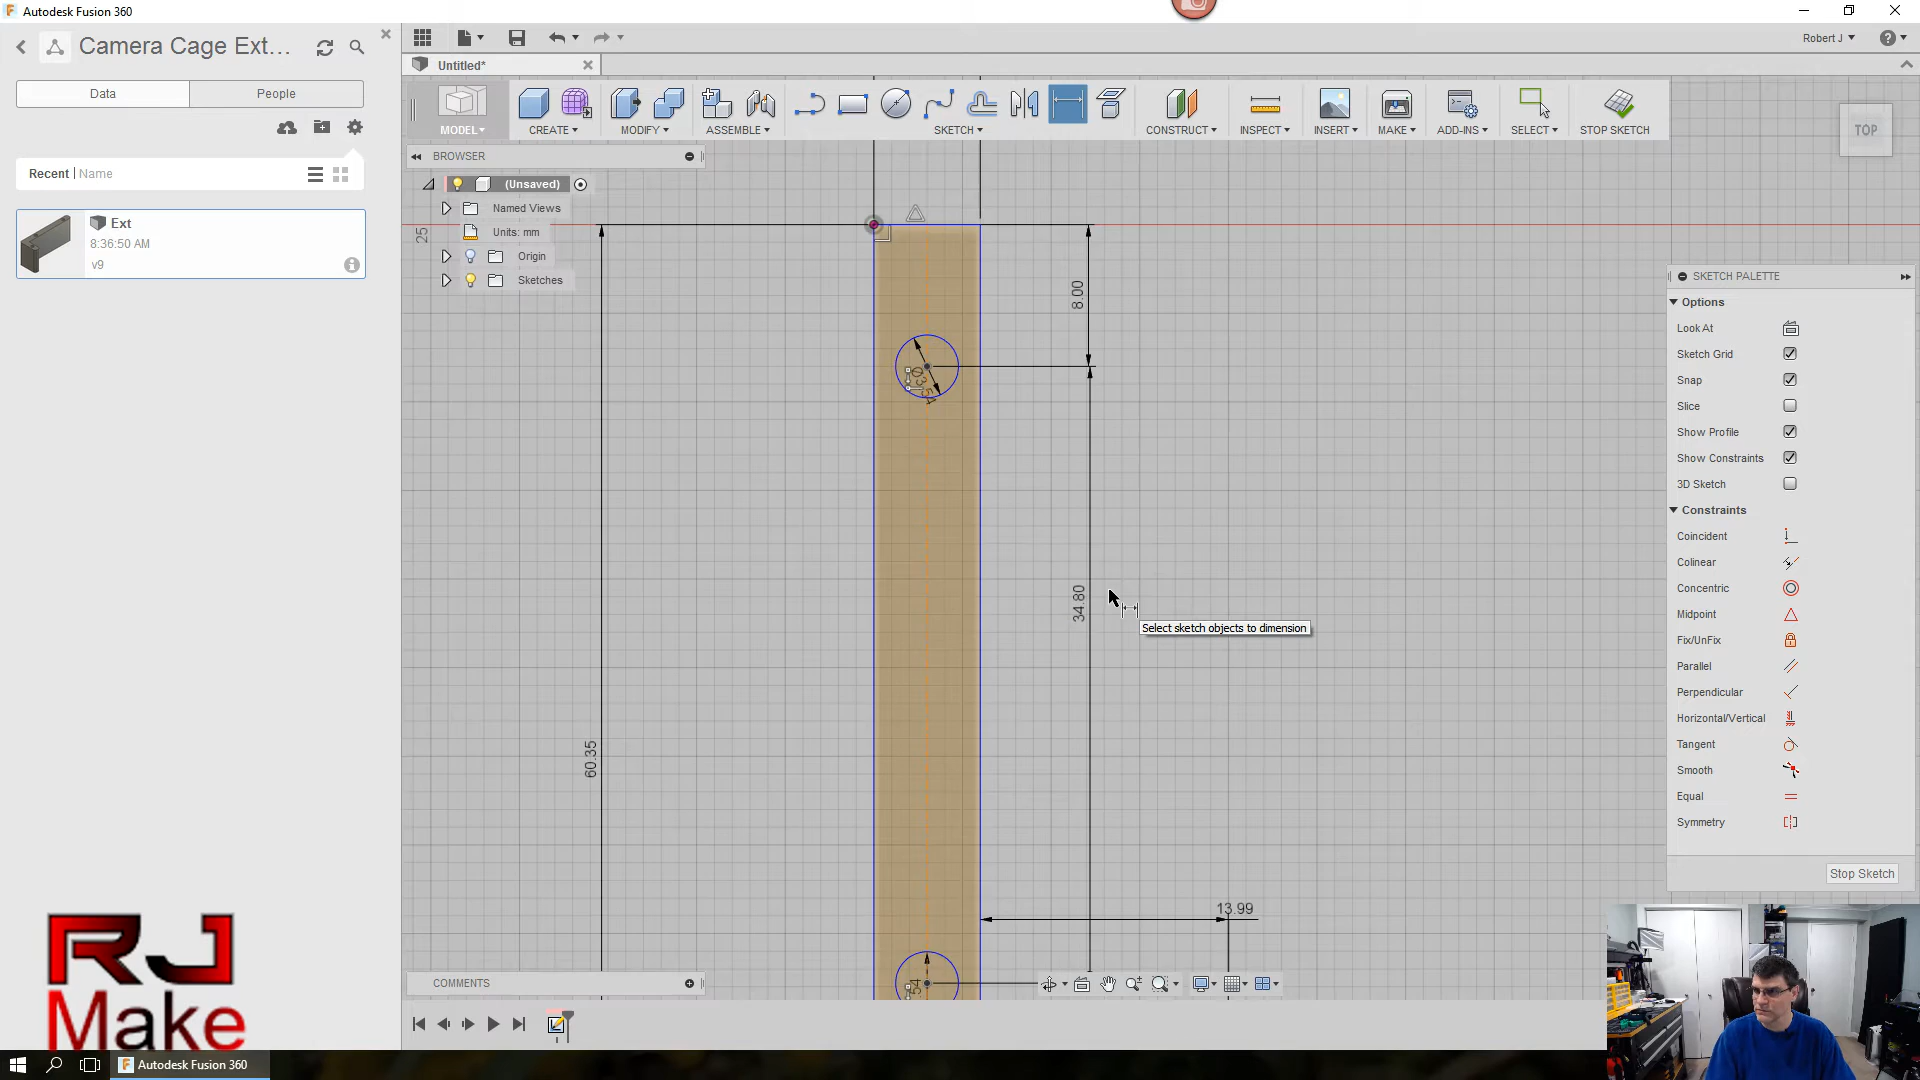 Autodesk Fusion 360
Camera Cage Ext...
Data
People
Recent
Name
Ext
8:36:50 AM
v9
Untitled*
Robert J
MODEL
CREATE
MODIFY
ASSEMBLE
SKETCH
CONSTRUCT
INSPECT
INSERT
MAKE
ADD-INS
SELECT
STOP SKETCH
TOP
BROWSER
(Unsaved)
Named Views
Units: mm
Origin
Sketches
25
8.00
Ø3.54
34.80
60.35
13.99
54
Select sketch objects to dimension
SKETCH PALETTE
Options
Look At
Sketch Grid
Snap
Slice
Show Profile
Show Constraints
3D Sketch
Constraints
Coincident
Colinear
Concentric
Midpoint
Fix/UnFix
Parallel
Perpendicular
Horizontal/Vertical
Tangent
Smooth
Equal
Symmetry
Stop Sketch
COMMENTS
RJ
Make
Autodesk Fusion 360